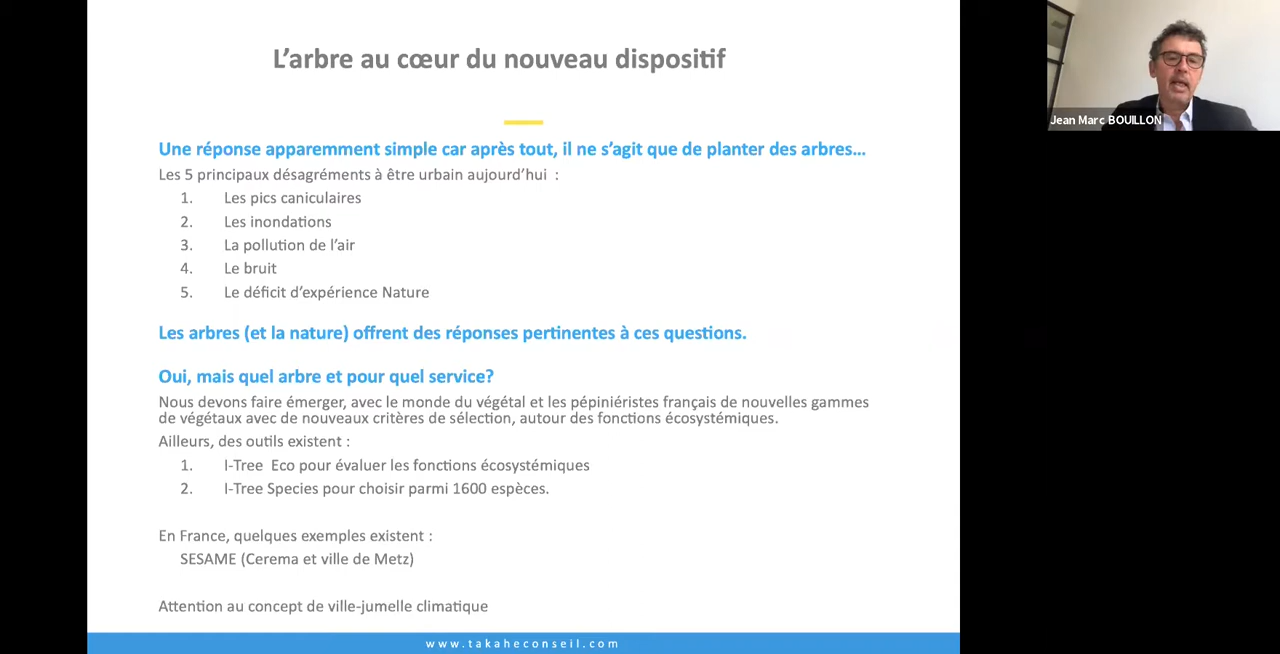 L'arbre au cœur du nouveau dispositif
Jean Marc BOUILLON
Une réponse apparemment simple car après tout, il ne s'agit que de planter des arbres…
Les 5 principaux désagréments à être urbain aujourd'hui :
1. Les pics caniculaires
2. Les inondations
3. La pollution de l'air
4. Le bruit
5. Le déficit d'expérience Nature
Les arbres (et la nature) offrent des réponses pertinentes à ces questions.
Oui, mais quel arbre et pour quel service?
Nous devons faire émerger, avec le monde du végétal et les pépiniéristes français de nouvelles gammes
de végétaux avec de nouveaux critères de sélection, autour des fonctions écosystémiques.
Ailleurs, des outils existent :
1. I-Tree Eco pour évaluer les fonctions écosystémiques
2. I-Tree Species pour choisir parmi 1600 espèces.
En France, quelques exemples existent :
SESAME (Cerema et ville de Metz)
Attention au concept de ville-jumelle climatique
www.takaheconseil.com